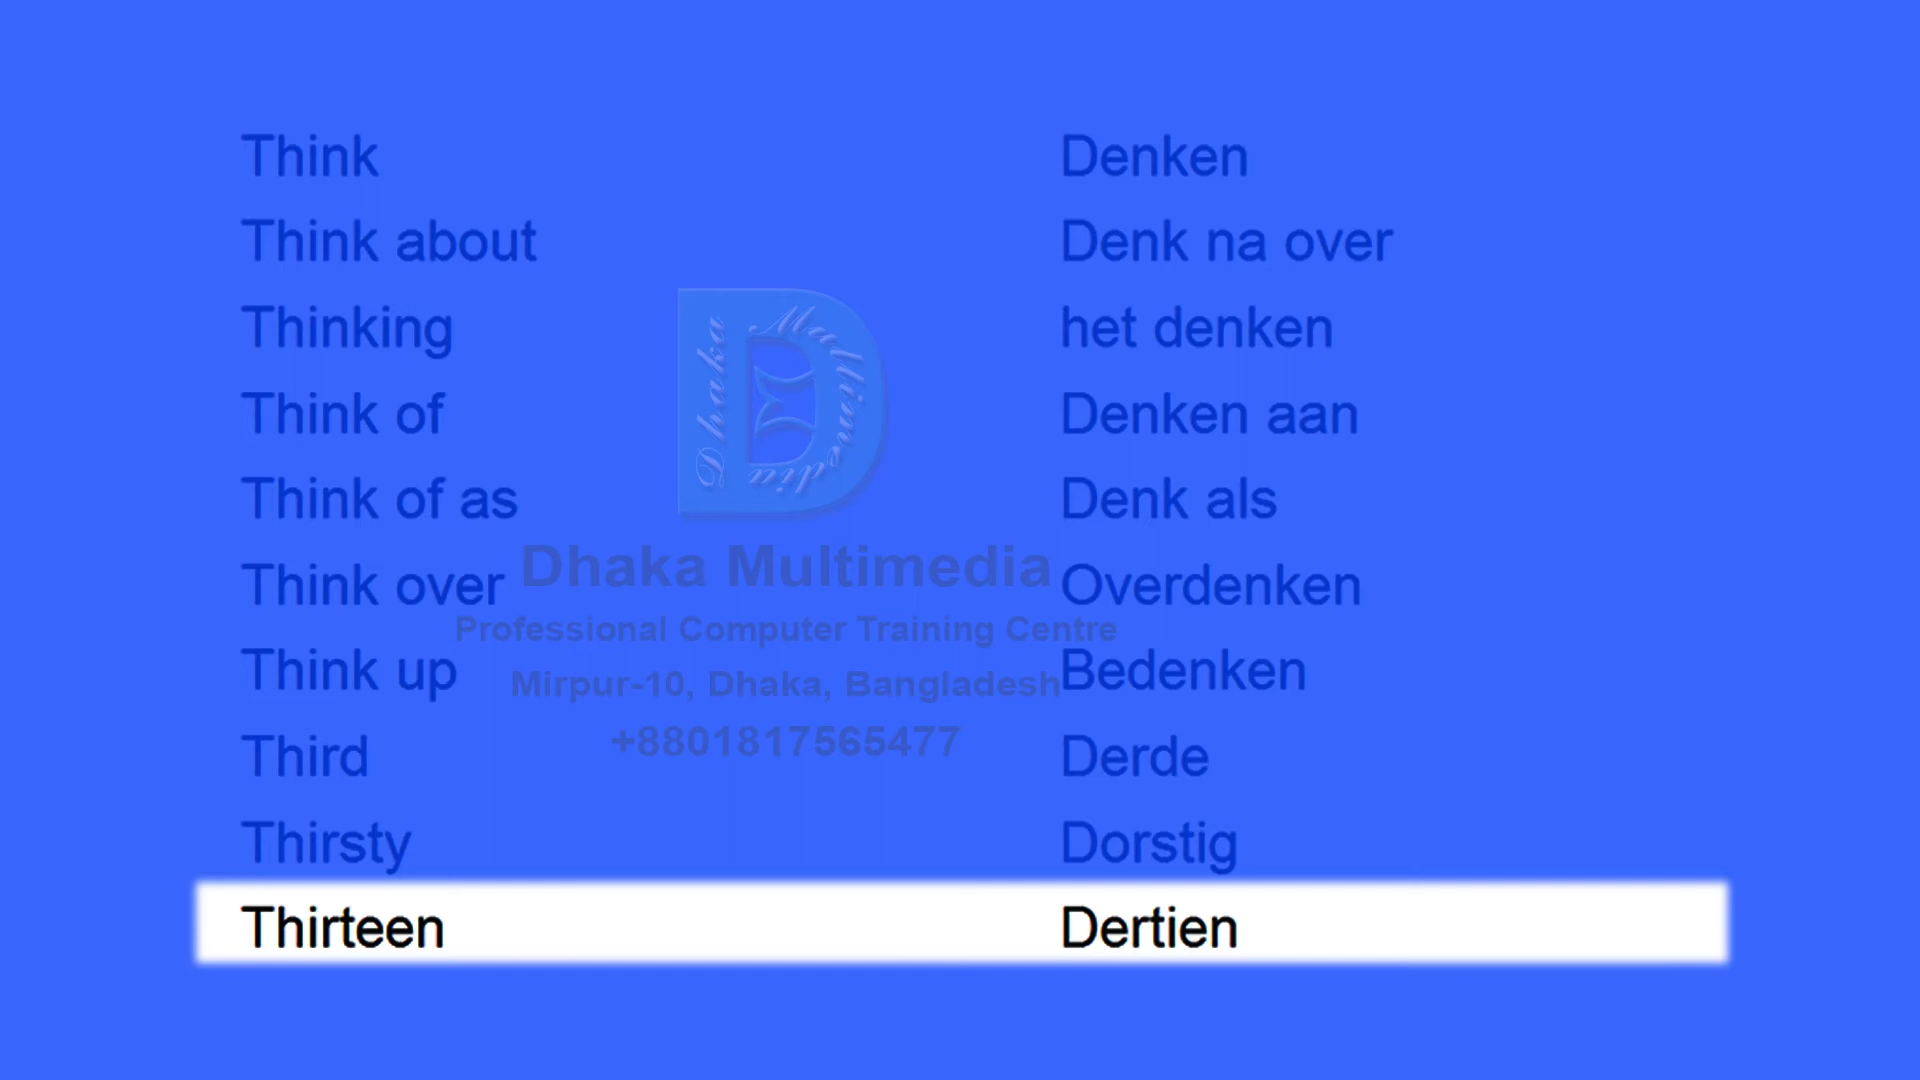 Think Denken
Think about Denk na over
Thinking het denken
Think of Denken aan
Think of as Denk als
Think over Overdenken
Think up Bedenken
Third Derde
Thirsty Dorstig
Thirteen Dertien
Dhaka Multimedia
Dhaka Multimedia
Professional Computer Training Centre
Mirpur-10, Dhaka, Bangladesh
+8801817565477